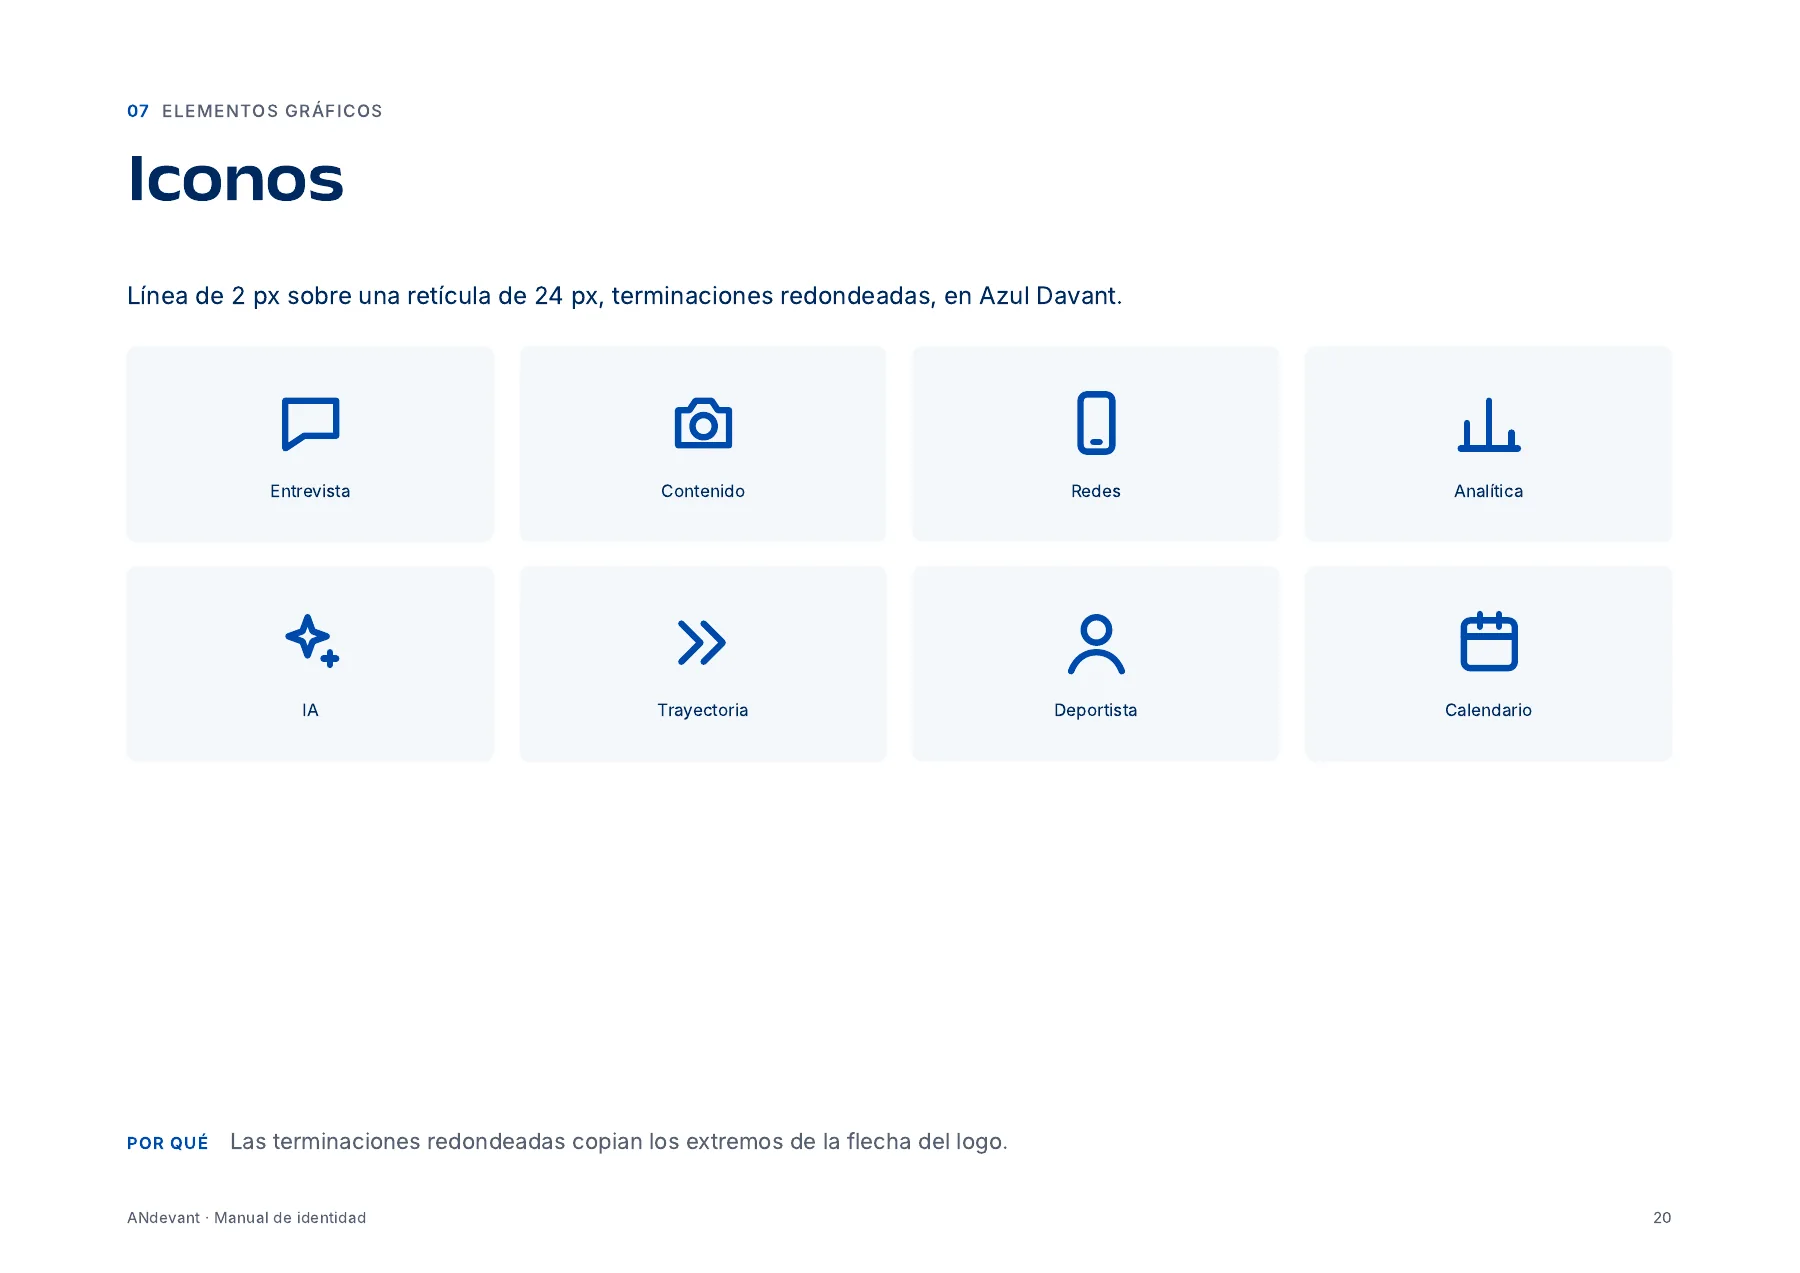 07 ELEMENTOS GRÁFICOS
Iconos
Línea de 2 px sobre una retícula de 24 px, terminaciones redondeadas, en Azul Davant.
Entrevista
Contenido
Redes
Analítica
IA
Trayectoria
Deportista
Calendario
POR QUÉ Las terminaciones redondeadas copian los extremos de la flecha del logo.
ANdevant · Manual de identidad
20